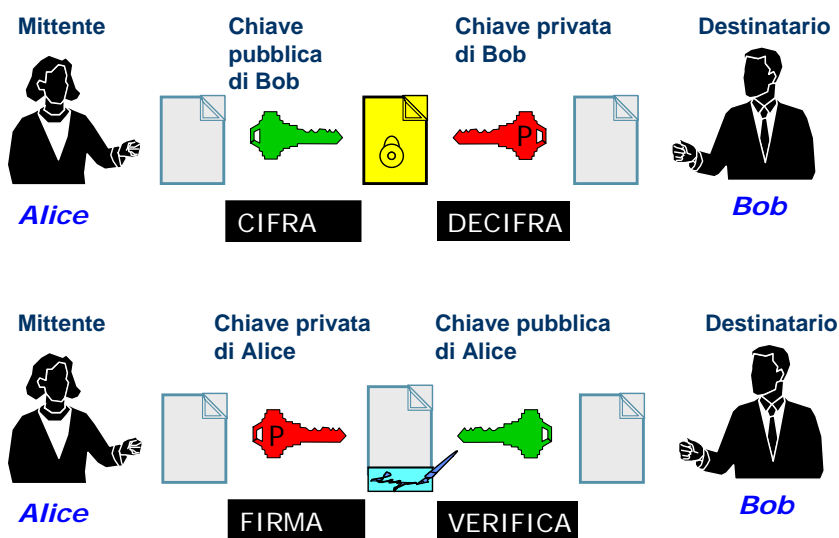 Mittente
Chiave
pubblica
di Bob
Chiave privata
di Bob
Destinatario
P
Alice
CIFRA
DECIFRA
Bob
Mittente
Chiave privata
di Alice
Chiave pubblica
di Alice
Destinatario
P
Alice
FIRMA
VERIFICA
Bob